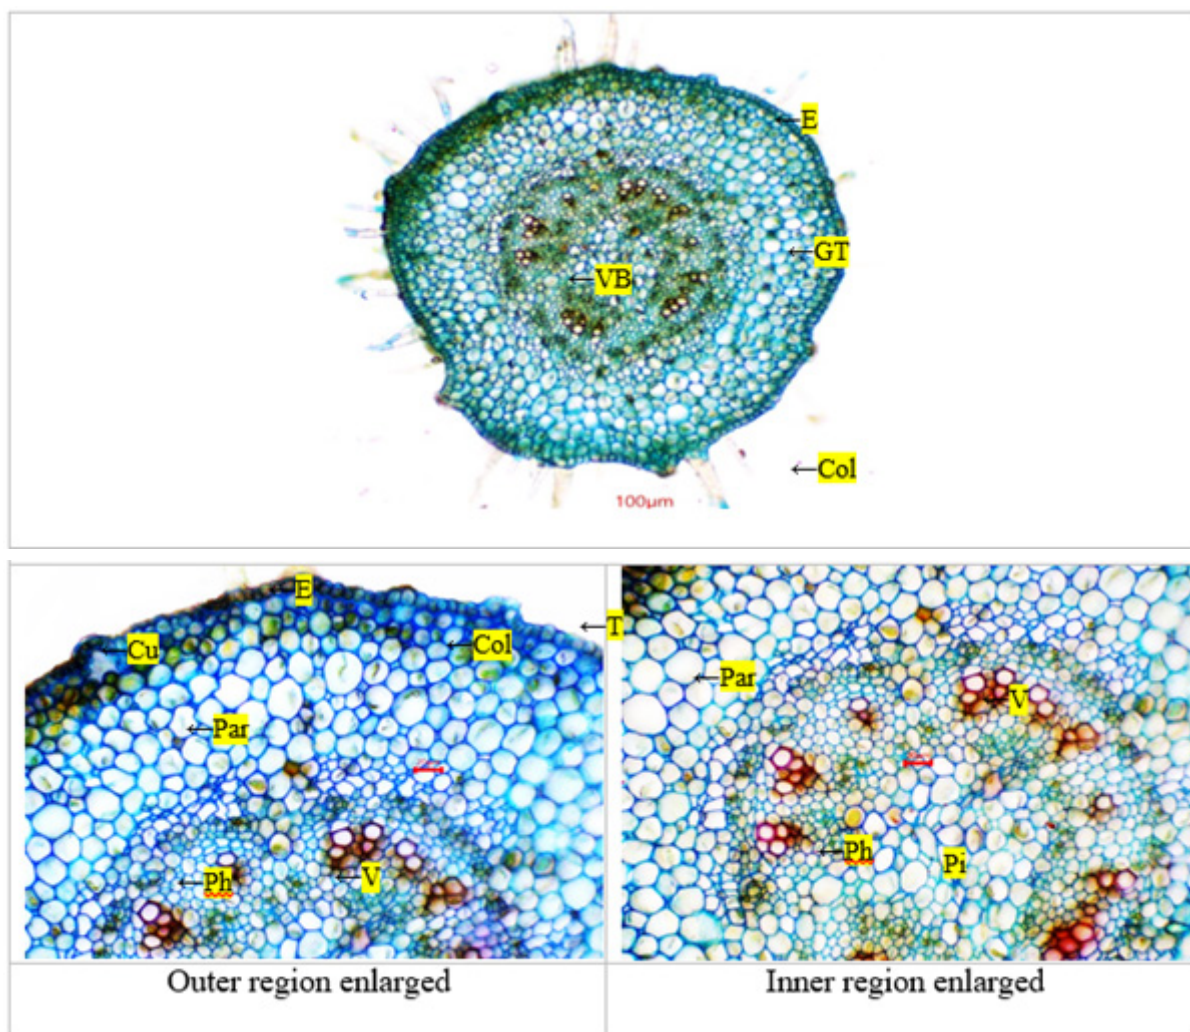 E
GT
VB
Col
100µm
E
T
Cu
Col
Par
Ph
V
Par
V
Ph
Pi
Outer region enlarged
Inner region enlarged